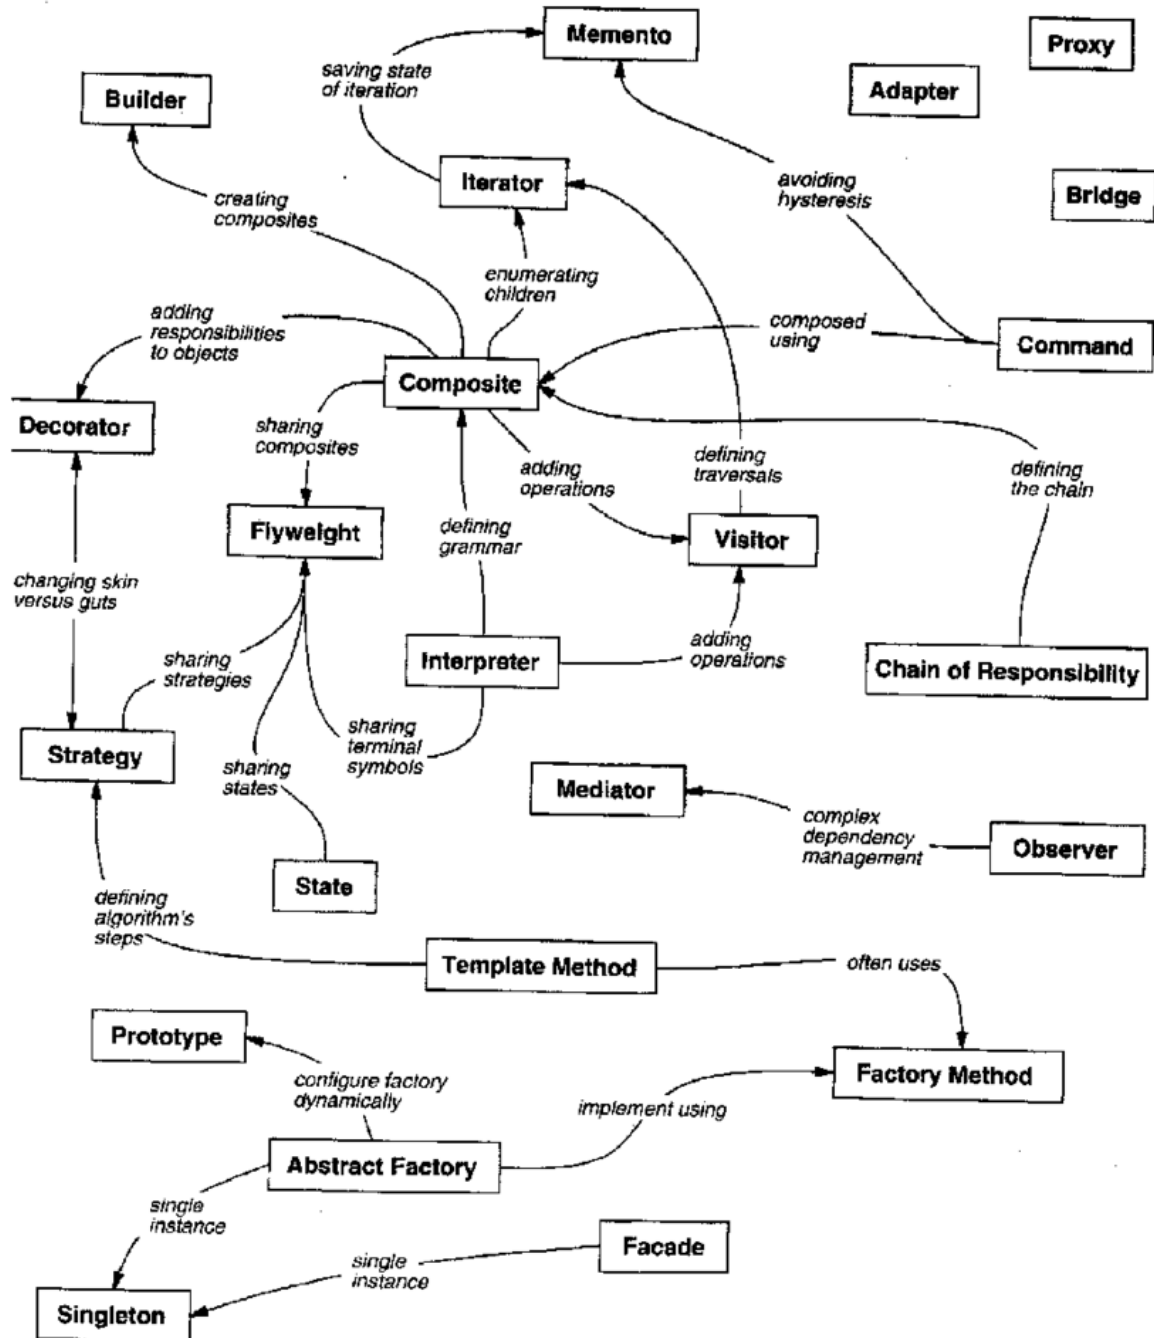 Memento
Proxy
saving state
of iteration
Adapter
Builder
Iterator
avoiding
hysteresis
Bridge
creating
composites
enumerating
children
adding
responsibilities
to objects
composed
using
Command
Composite
Decorator
sharing
composites
adding
operations
defining
traversals
defining
the chain
Flyweight
defining
grammar
Visitor
changing skin
versus guts
sharing
strategies
Interpreter
adding
operations
Chain of Responsibility
Strategy
sharing
terminal
symbols
sharing
states
Mediator
complex
dependency
management
Observer
State
defining
algorithm's
steps
Template Method
often uses
Prototype
Factory Method
configure factory
dynamically
implement using
Abstract Factory
single
instance
Facade
single
instance
Singleton